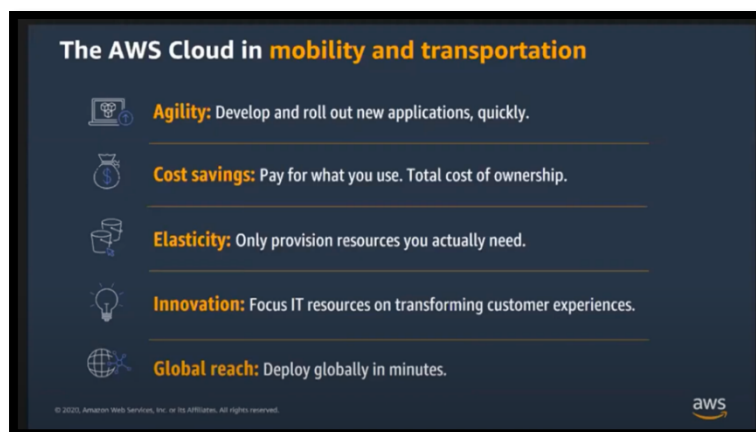 The AWS Cloud in mobility and transportation
Agility: Develop and roll out new applications, quickly.
Cost savings: Pay for what you use. Total cost of ownership.
Elasticity: Only provision resources you actually need.
Innovation: Focus IT resources on transforming customer experiences.
Global reach: Deploy globally in minutes.
© 2020, Amazon Web Services, Inc. or its Affiliates. All rights reserved.
aws